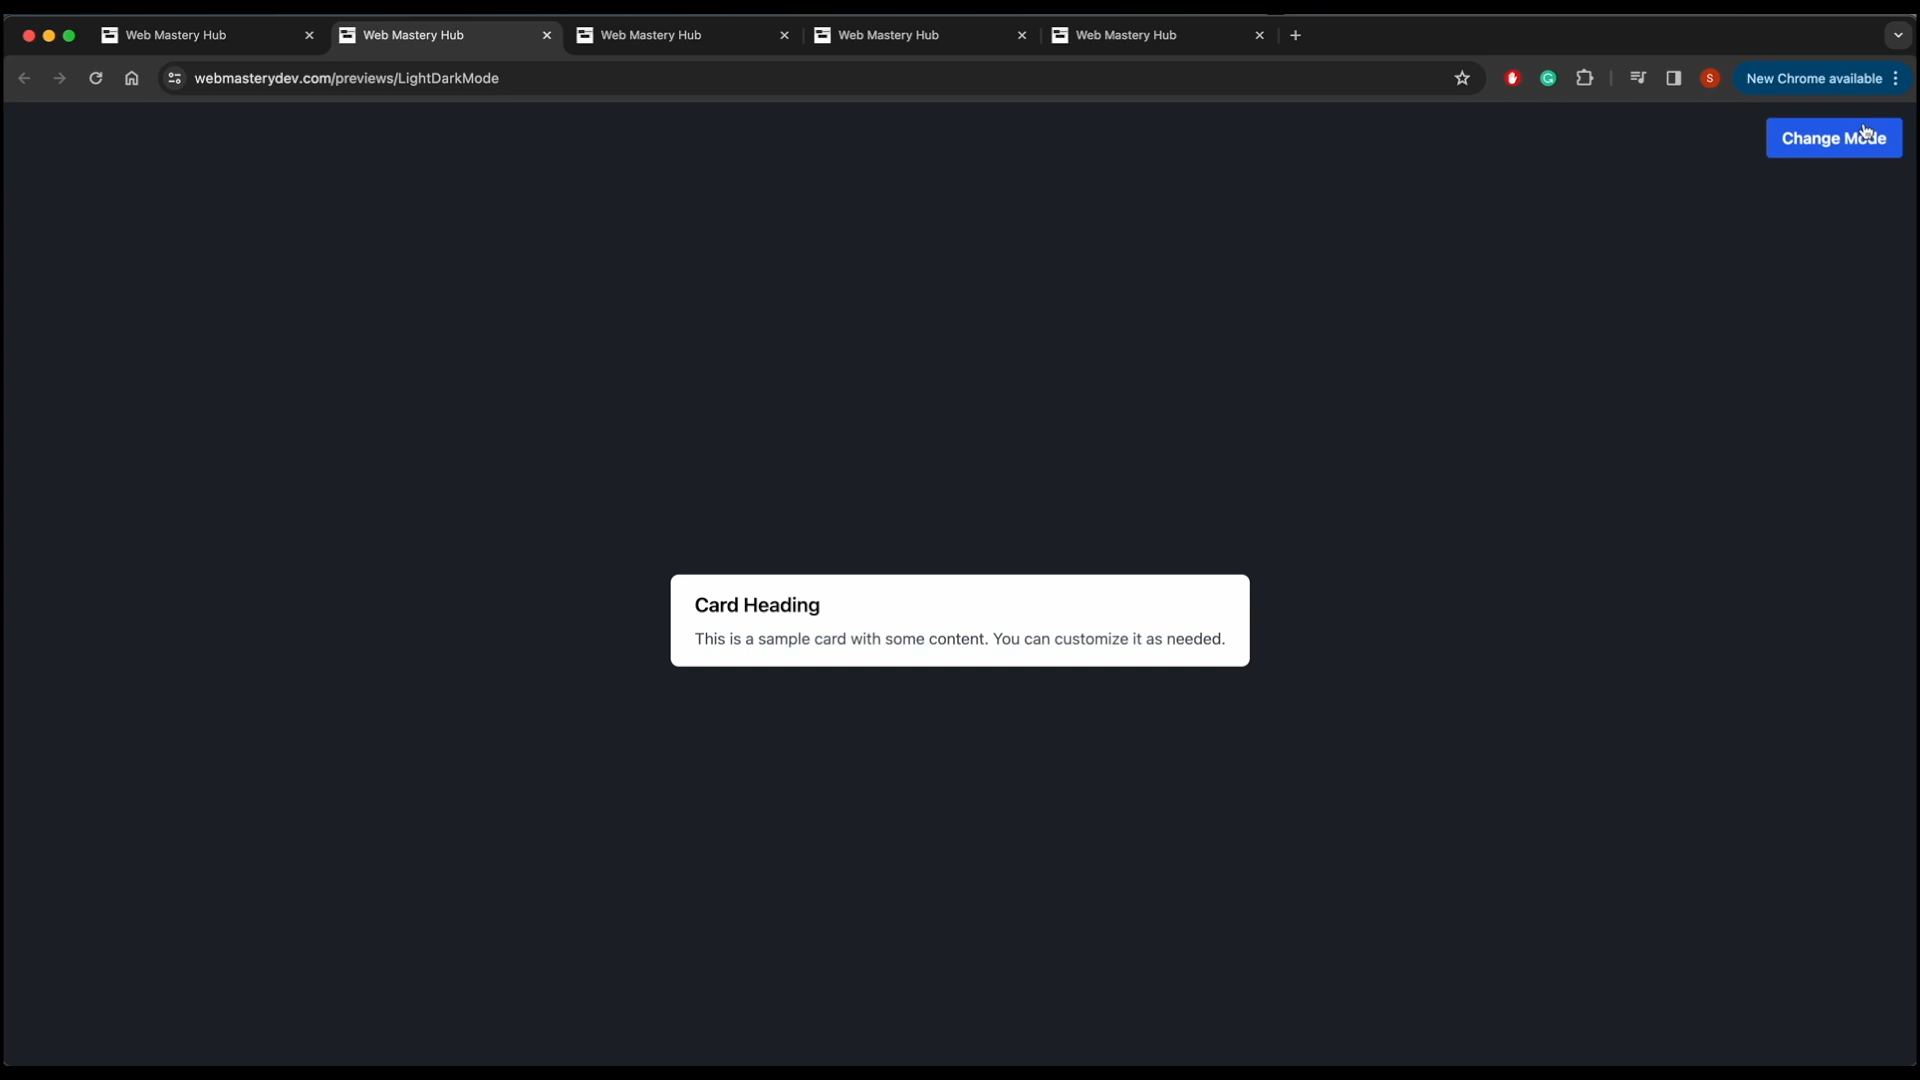 Web Mastery Hub
Web Mastery Hub
Web Mastery Hub
Web Mastery Hub
Web Mastery Hub
webmasterydev.com/previews/LightDarkMode
S
New Chrome available
Change Mode
Card Heading
This is a sample card with some content. You can customize it as needed.